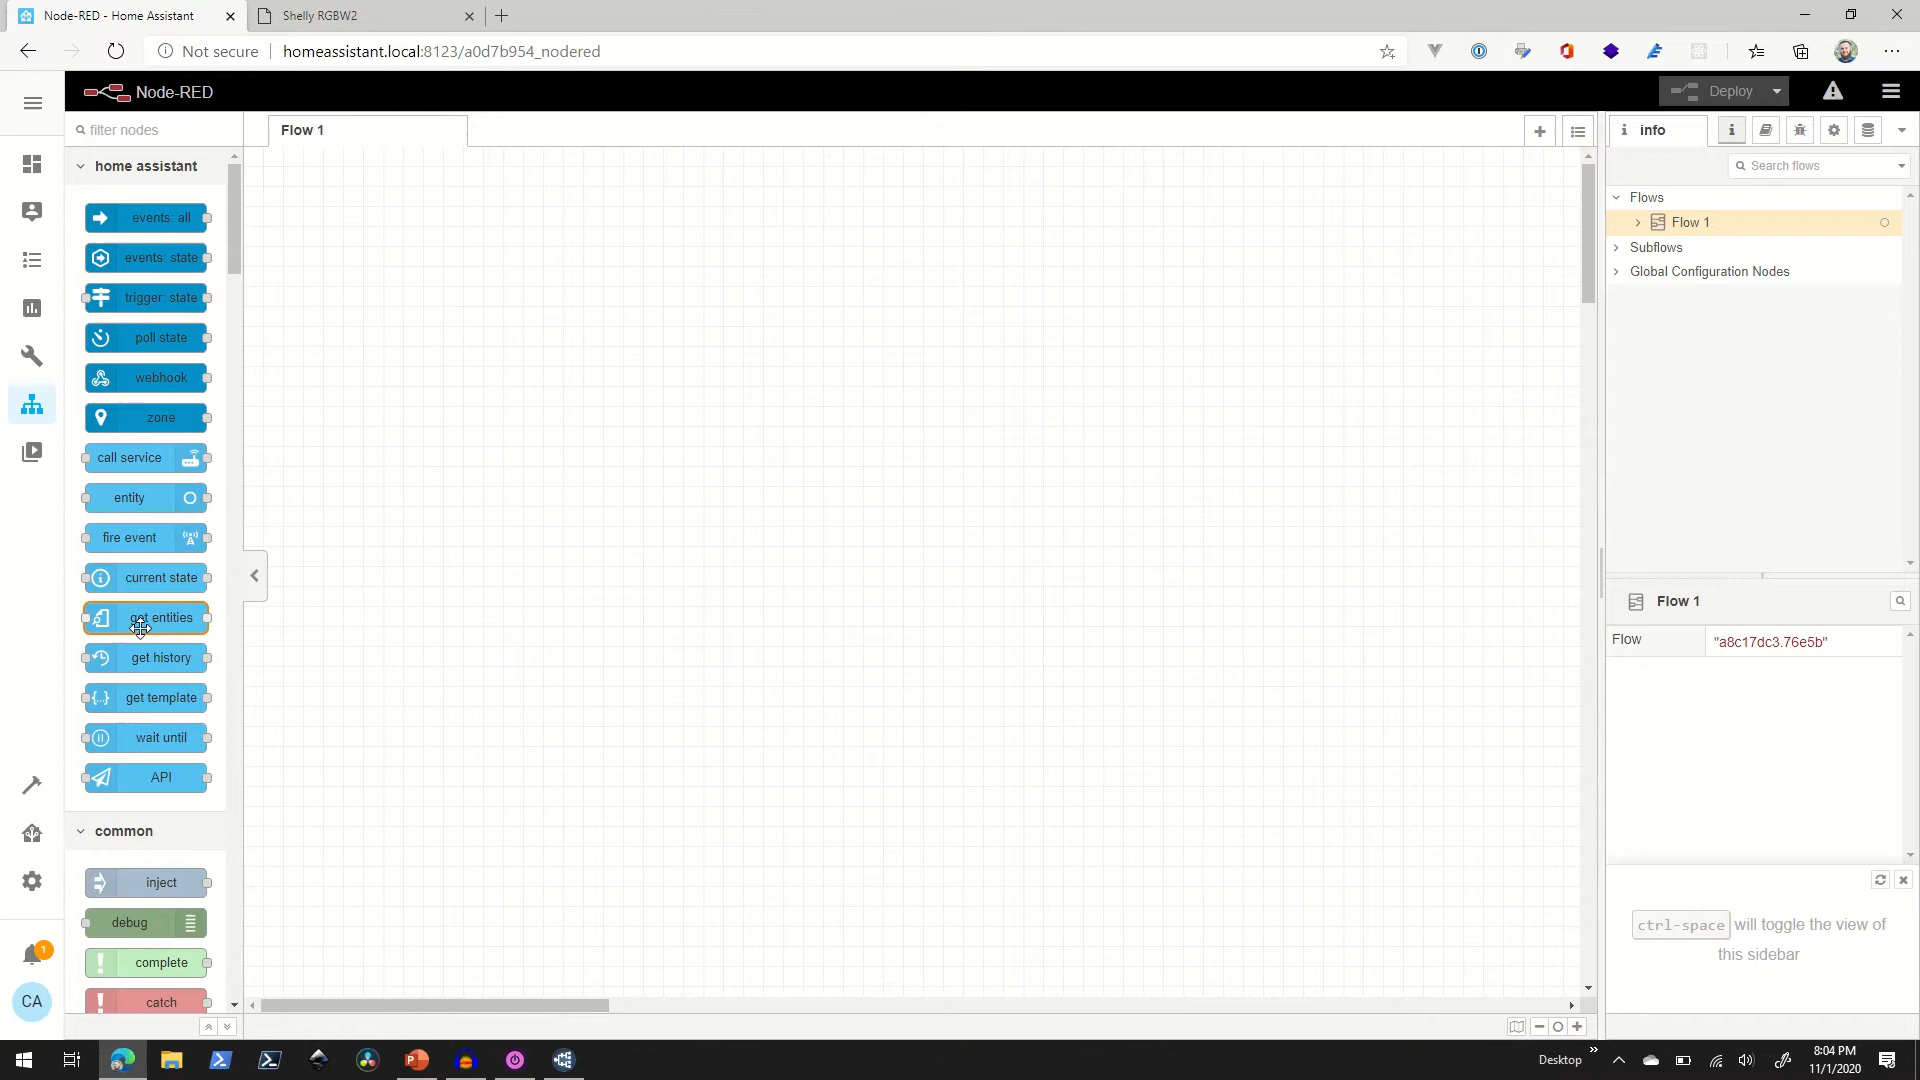 Node-RED - Home Assistant
Shelly RGBW2
Not secure
homeassistant.local:8123/a0d7b954_nodered
Node-RED
Deploy
filter nodes
Flow 1
info
home assistant
Search flows
events: all
events: state
trigger: state
poll state
webhook
zone
call service
entity
fire event
current state
get entities
get history
get template
wait until
API
common
inject
debug
complete
catch
Flows
Flow 1
Subflows
Global Configuration Nodes
Flow 1
Flow
"a8c17dc3.76e5b"
ctrl-space will toggle the view of
this sidebar
1
CA
Desktop
8:04 PM
11/1/2020